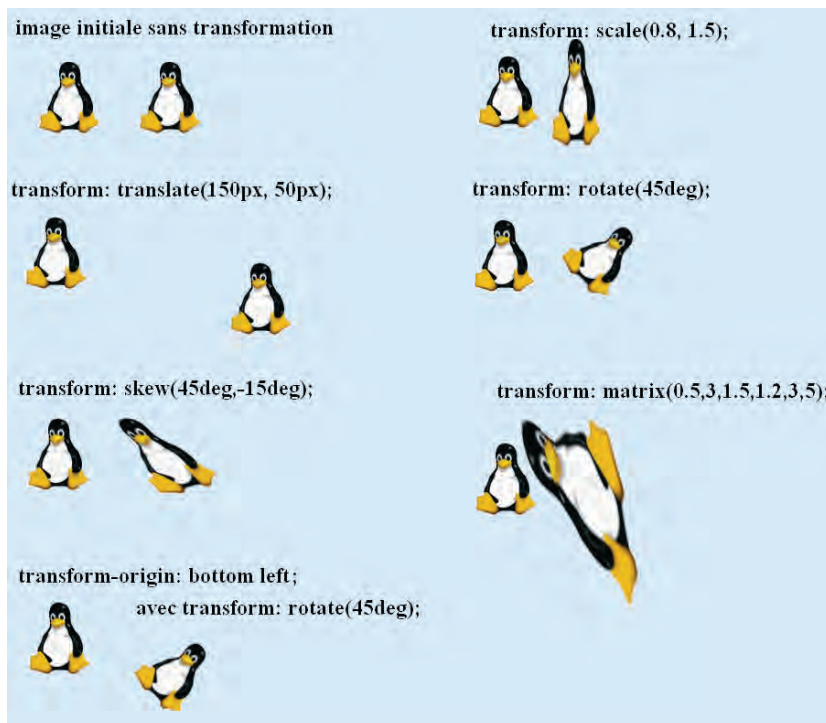 image initiale sans transformation
transform: scale(0.8, 1.5);
transform: translate(150px, 50px);
transform: rotate(45deg);
transform: skew(45deg,-15deg);
transform: matrix(0.5,3,1.5,1.2,3,5);
transform-origin: bottom left;
avec transform: rotate(45deg);